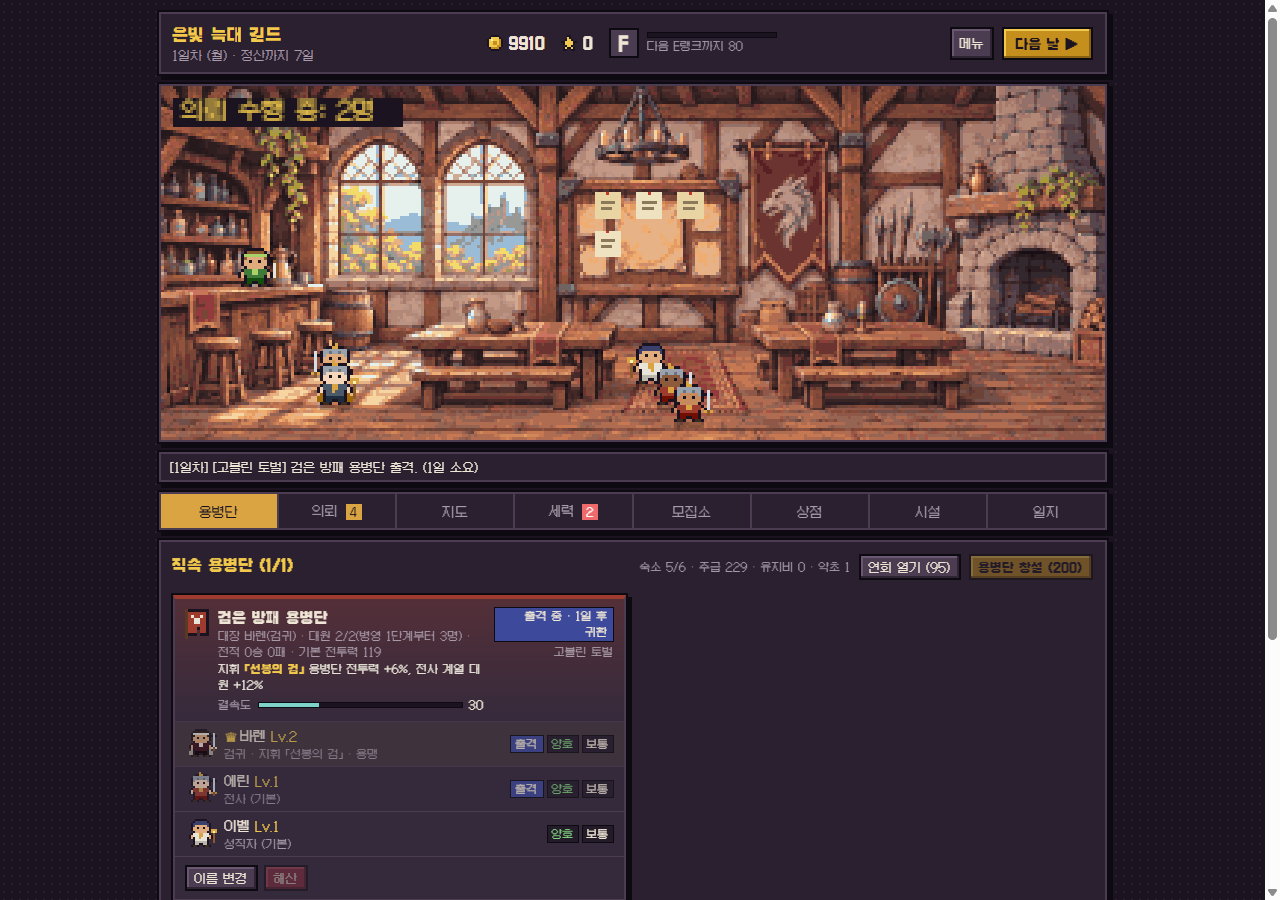 은빛 늑대 길드
1일차 (월) · 정산까지 7일
9910
0
F
다음 E랭크까지 80
메뉴
다음 날 ▶
의뢰 수행 중: 2명
[1일차] [고블린 토벌] 검은 방패 용병단 출격. (1일 소요)
용병단
의뢰 4
지도
세력 2
모집소
상점
시설
일지
직속 용병단 (1/1)
숙소 5/6 · 주급 229 · 유지비 0 · 약초 1
연회 열기 (95)
용병단 창설 (200)
검은 방패 용병단
대장 바렌(검귀) · 대원 2/2(병영 1단계부터 3명) ·
전적 0승 0패 · 기본 전투력 119
지휘 「선봉의 검」 용병단 전투력 +6%, 전사 계열 대
원 +12%
결속도 30
출격 중 · 1일 후
귀환
고블린 토벌
♛바렌 Lv.2
검귀 · 지휘 「선봉의 검」 · 용맹
출격 양호 보통
에린 Lv.1
전사 (기본)
출격 양호 보통
이벨 Lv.1
성직자 (기본)
양호 보통
이름 변경
해산